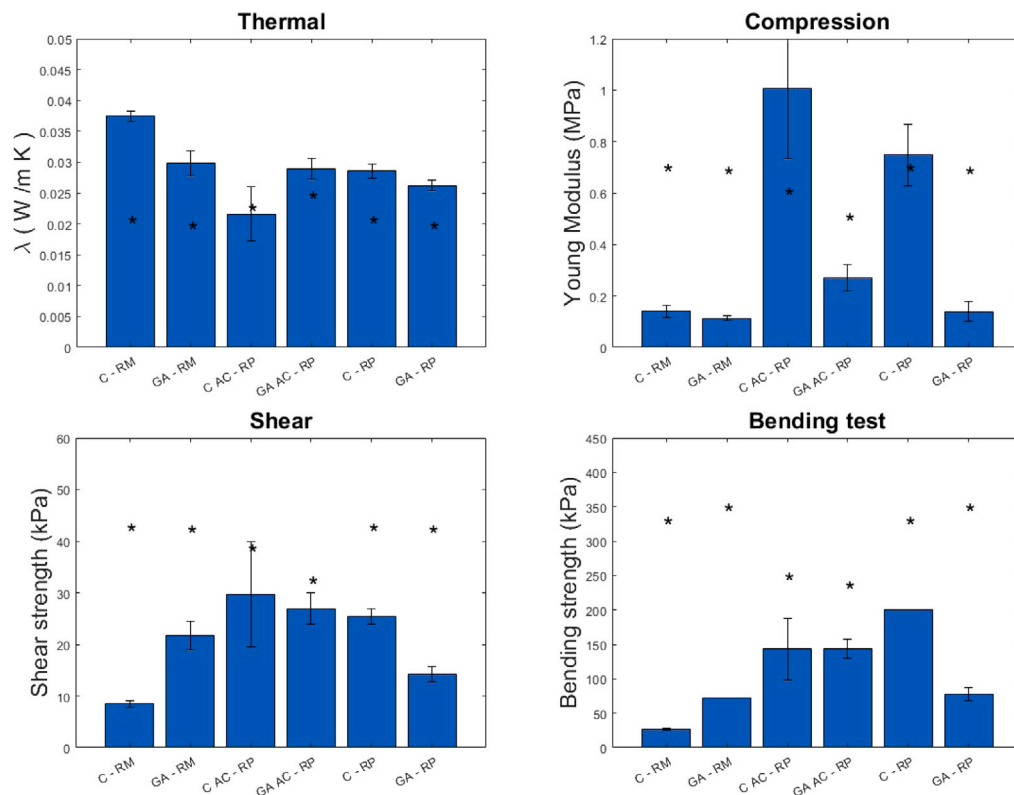 Thermal
0.05
0.045
0.04
0.035
0.03
0.025
0.02
0.015
0.01
0.005
0
λ ( W /m K )
* * * * * *
C - RM GA - RM C AC - RP GA AC - RP C - RP GA - RP
Compression
1.2
1
0.8
0.6
0.4
0.2
0
Young Modulus (MPa)
* * * * * *
C - RM GA - RM C AC - RP GA AC - RP C - RP GA - RP
Shear
60
50
40
30
20
10
0
Shear strength (kPa)
* * * * * *
C - RM GA - RM C AC - RP GA AC - RP C - RP GA - RP
Bending test
450
400
350
300
250
200
150
100
50
0
Bending strength (kPa)
* * * * * *
C - RM GA - RM C AC - RP GA AC - RP C - RP GA - RP